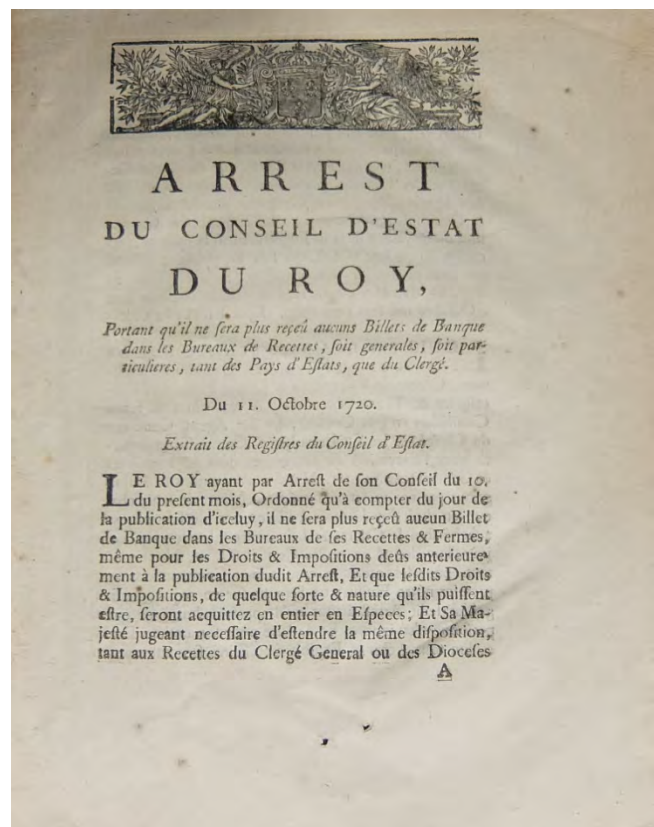 ARREST
DU CONSEIL D'ESTAT
DU ROY,
Portant qu'il ne ſera plus reçeû aucuns Billets de Banque
dans les Bureaux de Recettes, ſoit generales, ſoit par-
ticulieres, tant des Pays d'Eſtats, que du Clergé.
Du 11. Octobre 1720.
Extrait des Regiſtres du Conſeil d'Eſtat.
LE ROY ayant par Arreſt de ſon Conſeil du 10.
du preſent mois, Ordonné qu'à compter du jour de
la publication d'iceluy, il ne ſera plus reçeû aucun Billet
de Banque dans les Bureaux de ſes Recettes & Fermes,
même pour les Droits & Impoſitions deûs anterieure-
ment à la publication dudit Arreſt, Et que leſdits Droits
& Impoſitions, de quelque ſorte & nature qu'ils puiſſent
eſtre, ſeront acquittez en entier en Eſpeces; Et Sa Ma-
jeſté jugeant neceſſaire d'eſtendre la même diſpoſition,
tant aux Recettes du Clergé General ou des Dioceſes
A